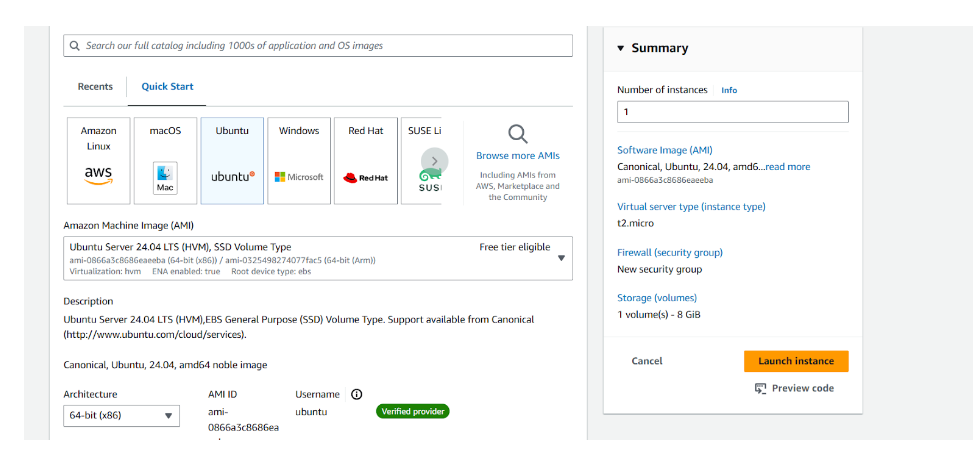 Search our full catalog including 1000s of application and OS images
Recents
Quick Start
Amazon
Linux
aws
macOS
Mac
Ubuntu
ubuntu
Windows
Microsoft
Red Hat
Red Hat
SUSE Li
SUS
Browse more AMIs
Including AMIs from
AWS, Marketplace and
the Community
Amazon Machine Image (AMI)
Ubuntu Server 24.04 LTS (HVM), SSD Volume Type
Free tier eligible
ami-0866a3c8686eaeeba (64-bit (x86)) / ami-0325498274077fac5 (64-bit (Arm))
Virtualization: hvm ENA enabled: true Root device type: ebs
Description
Ubuntu Server 24.04 LTS (HVM),EBS General Purpose (SSD) Volume Type. Support available from Canonical
(http://www.ubuntu.com/cloud/services).
Canonical, Ubuntu, 24.04, amd64 noble image
Architecture
64-bit (x86)
AMI ID
ami-
0866a3c8686ea
Username
ubuntu
Verified provider
Summary
Number of instances Info
1
Software Image (AMI)
Canonical, Ubuntu, 24.04, amd6...read more
ami-0866a3c8686eaeeba
Virtual server type (instance type)
t2.micro
Firewall (security group)
New security group
Storage (volumes)
1 volume(s) - 8 GiB
Cancel
Launch instance
Preview code